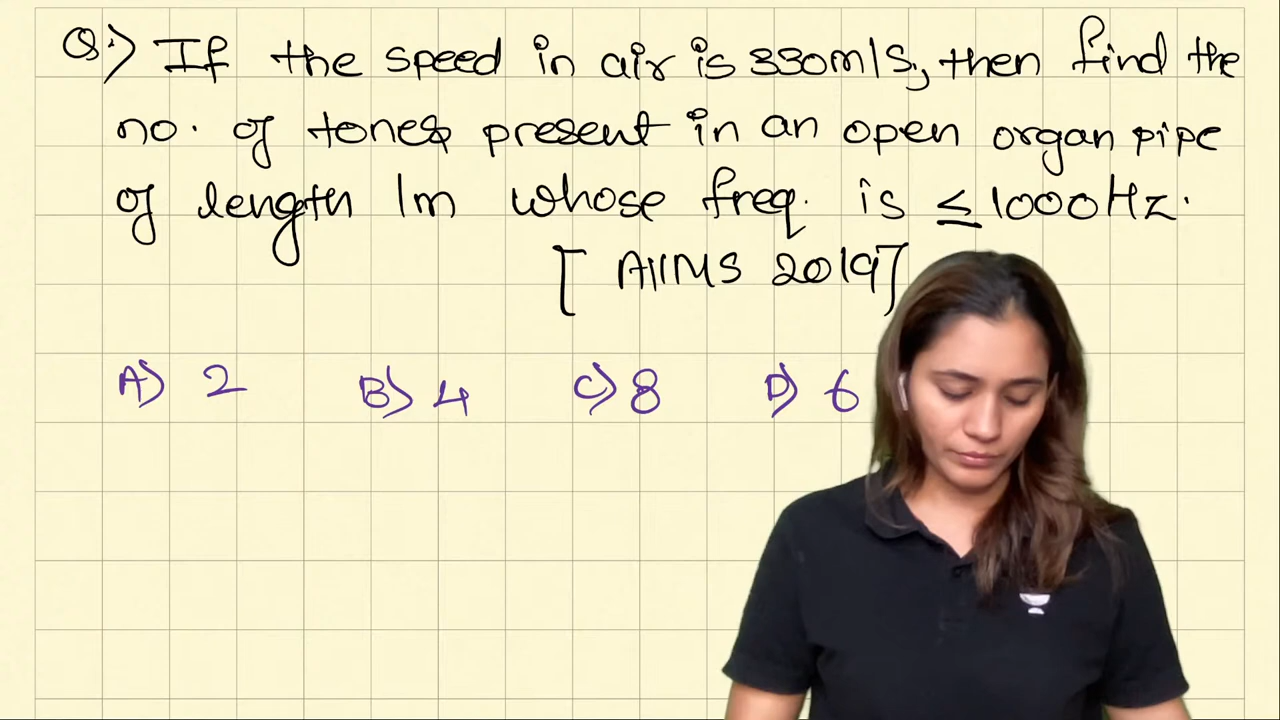 Q:) If the speed in air is 330m/s, then find the
no. of tones present in an open organ pipe
of length 1m whose freq. is ≤ 1000Hz.
[AIIMS 2019]
A) 2 B) 4 C) 8 D) 6